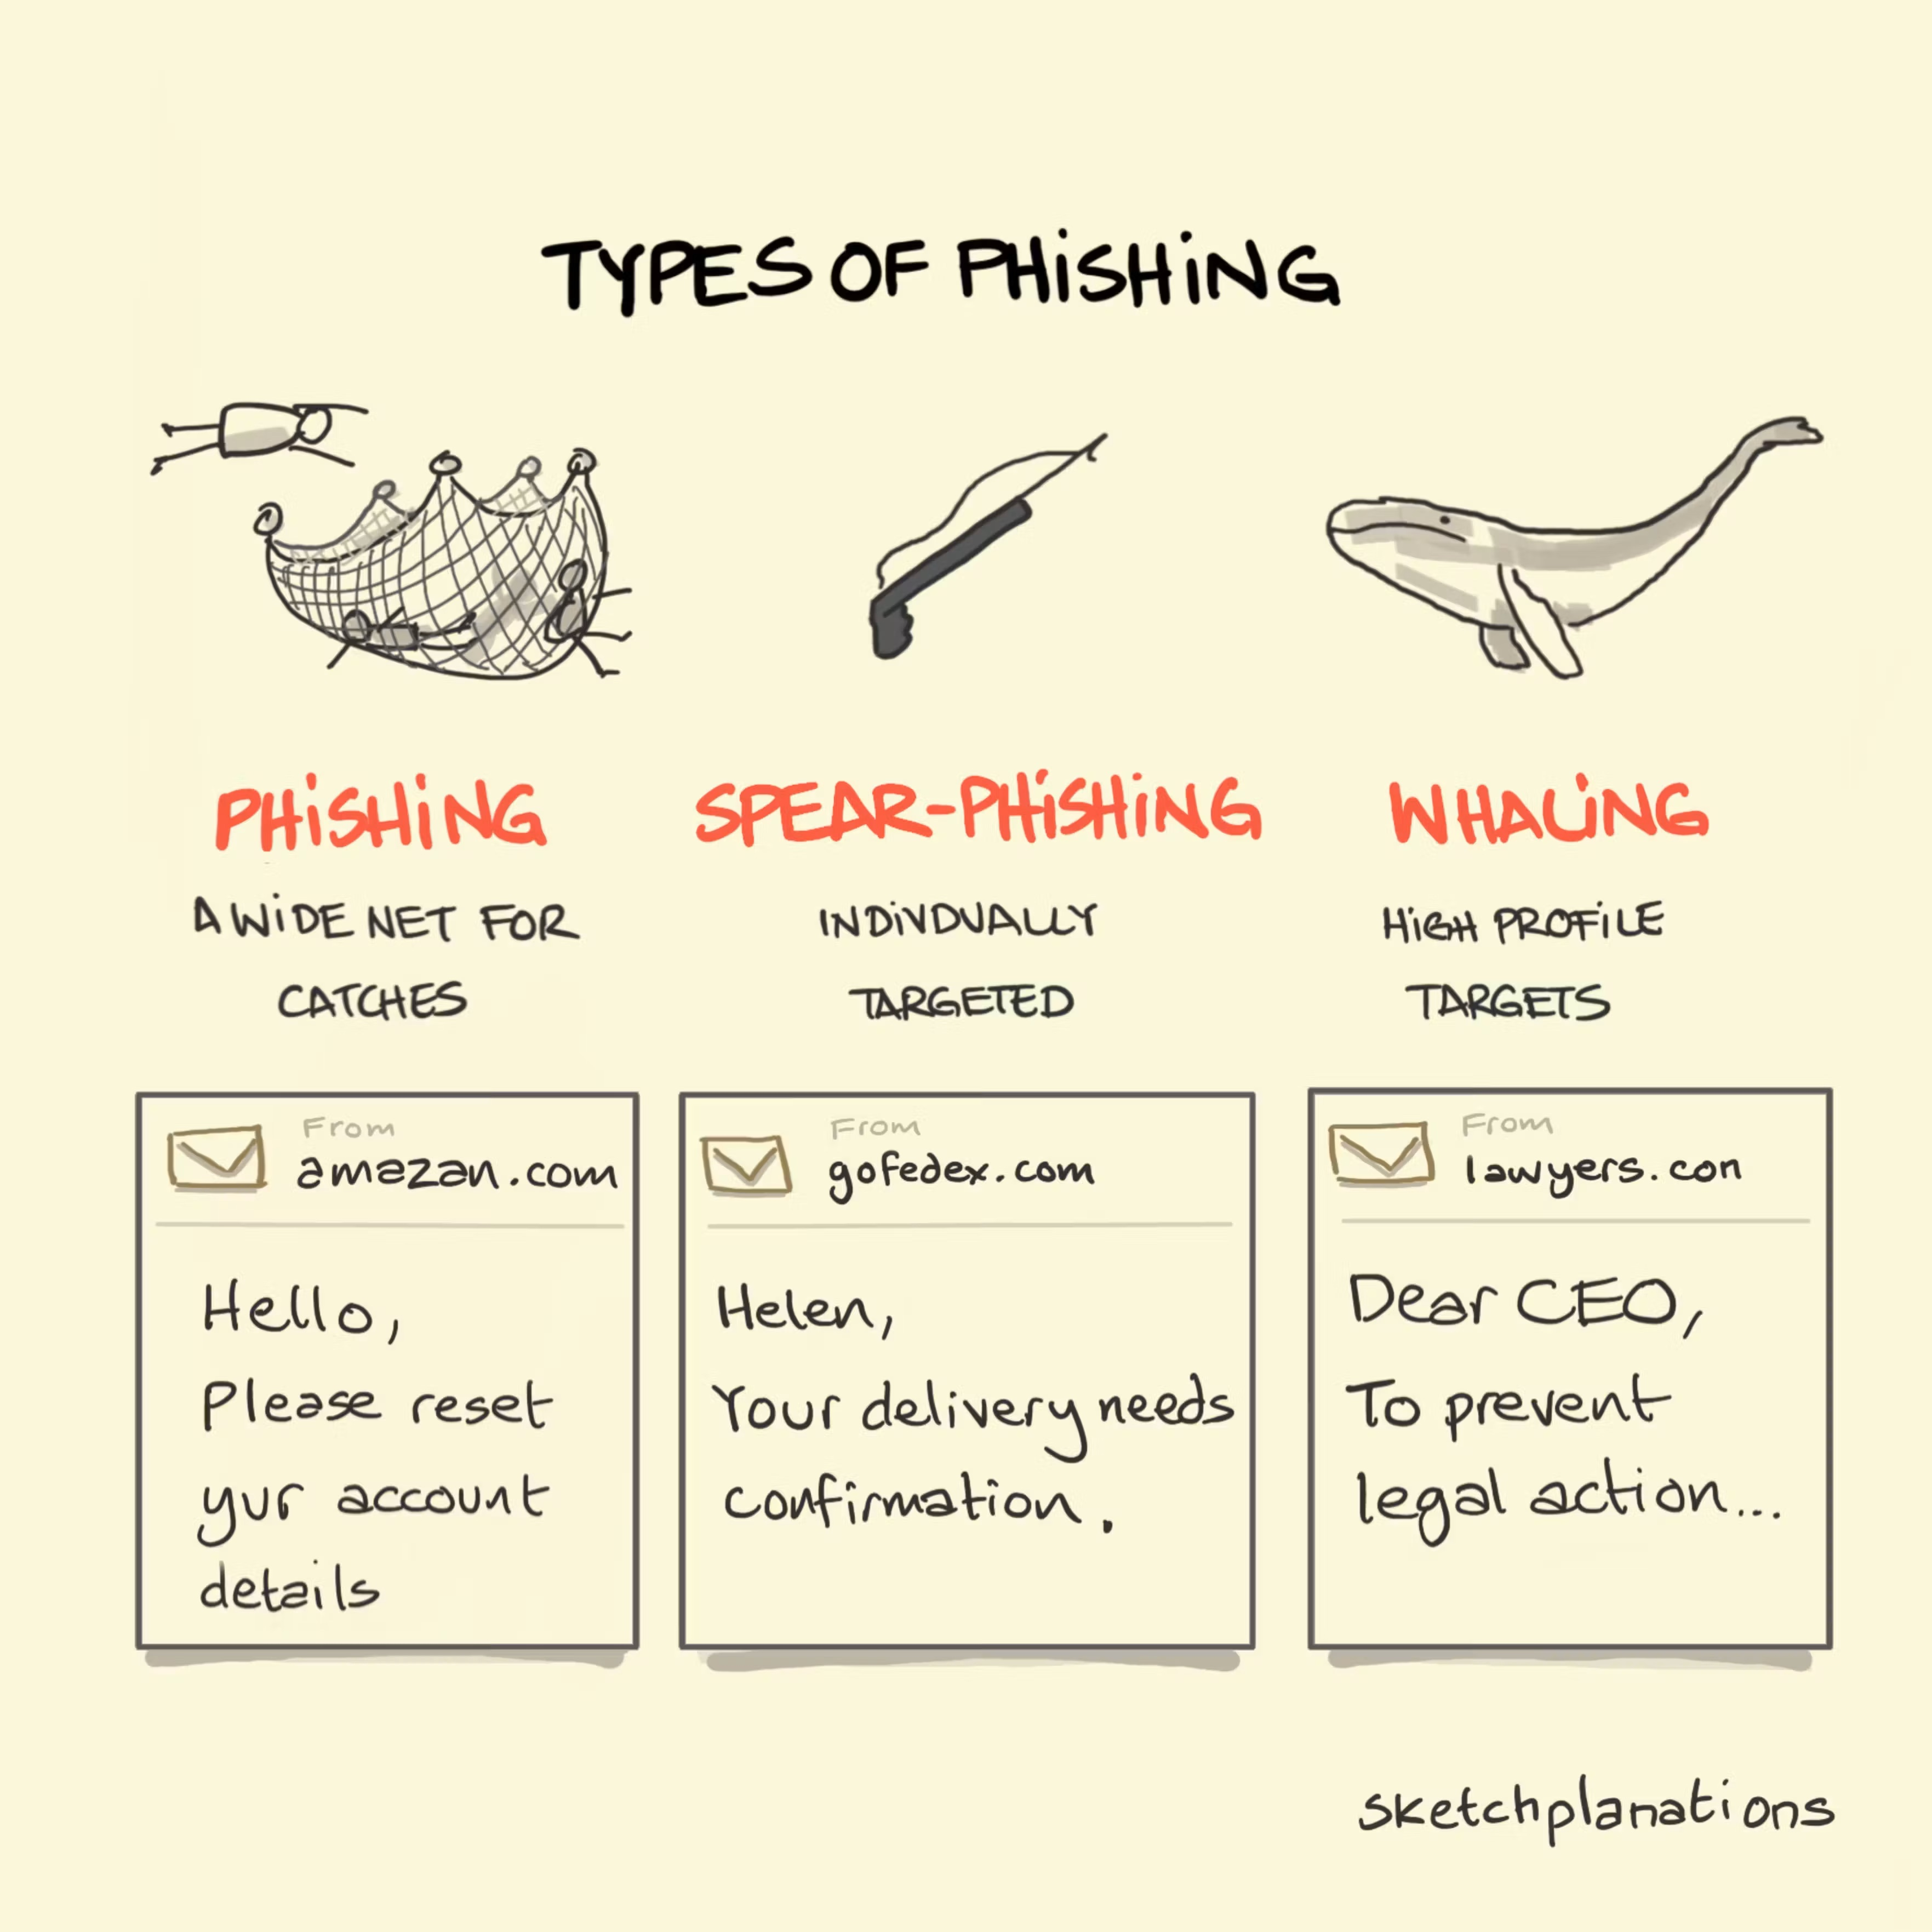 TYPES OF PHiSHiNG
PHiSHiNG
A WiDE NET FOR
CATCHES
From
amazan.com
Hello,
Please reset
yur account
details
SPEAR-PHiSHiNG
INDiVDUALLY
TARGETED
From
gofedex.com
Helen,
Your delivery needs
confirmation.
WHALiNG
HiGH PROFiLE
TARGETS
From
lawyers.con
Dear CEO,
To prevent
legal action...
sketchplanations